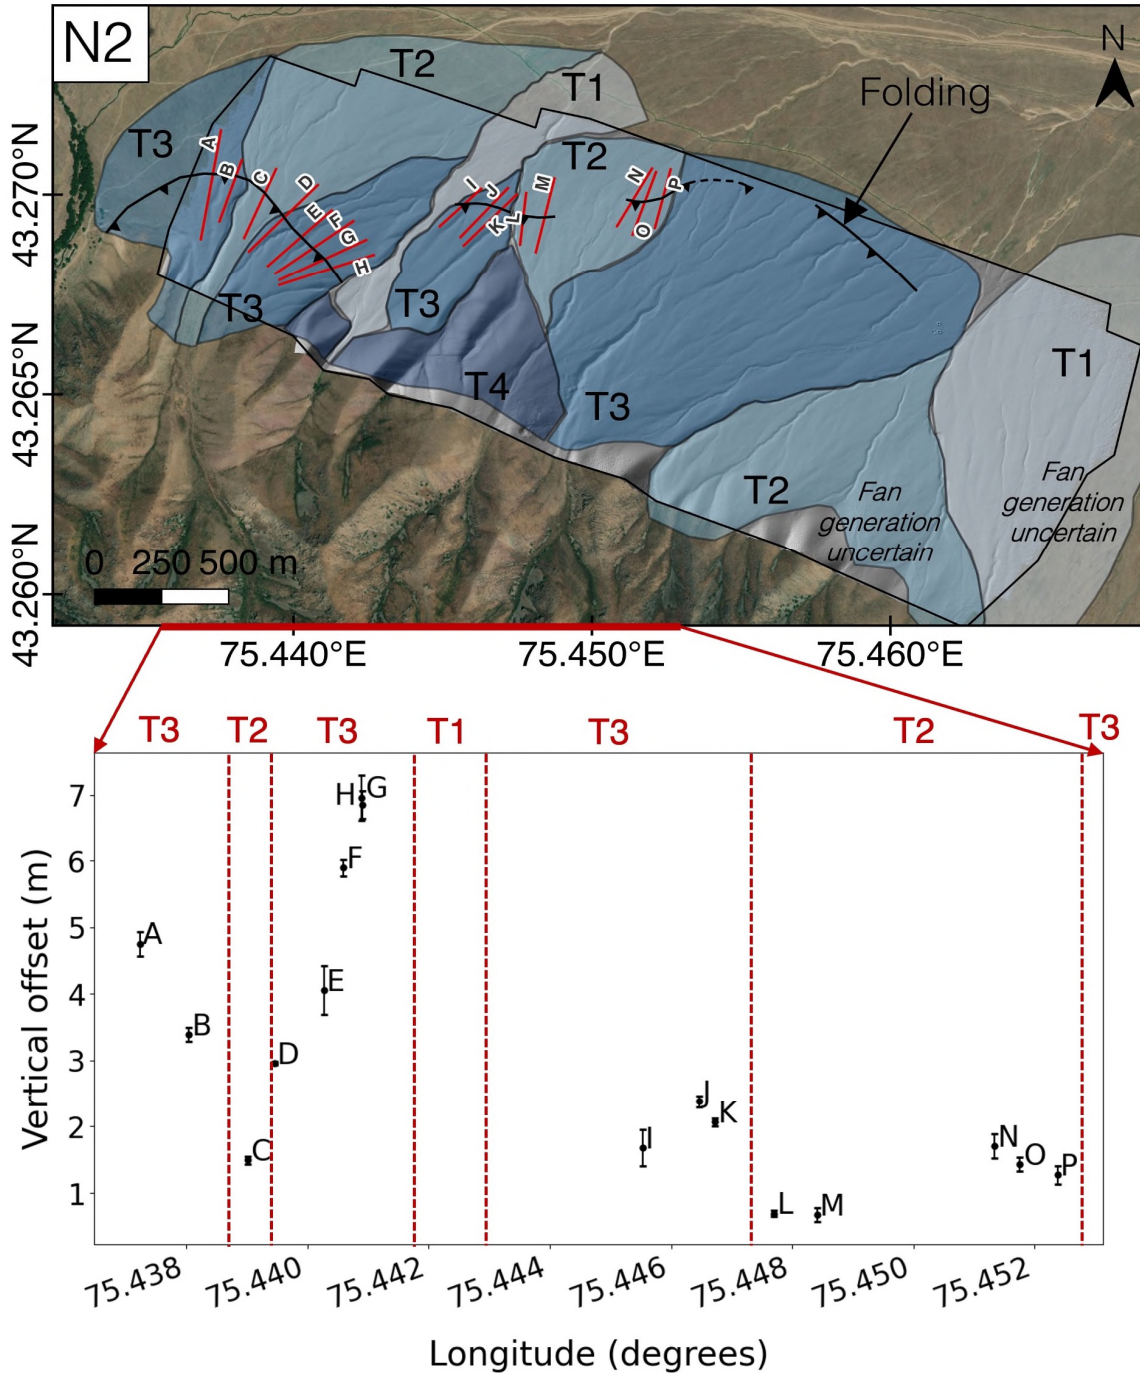 N2
N
T2
T1
Folding
T3
T2
A
B
C
D
E
F
G
H
I
J
K
L
M
N
O
P
T3
T3
T4
T3
T1
T2
Fan
generation
uncertain
Fan
generation
uncertain
0 250 500 m
43.270°N
43.265°N
43.260°N
75.440°E
75.450°E
75.460°E
T3
T2
T3
T1
T3
T2
T3
Vertical offset (m)
7
6
5
4
3
2
1
A
B
C
D
E
F
H
G
I
J
K
L
M
N
O
P
75.438
75.440
75.442
75.444
75.446
75.448
75.450
75.452
Longitude (degrees)